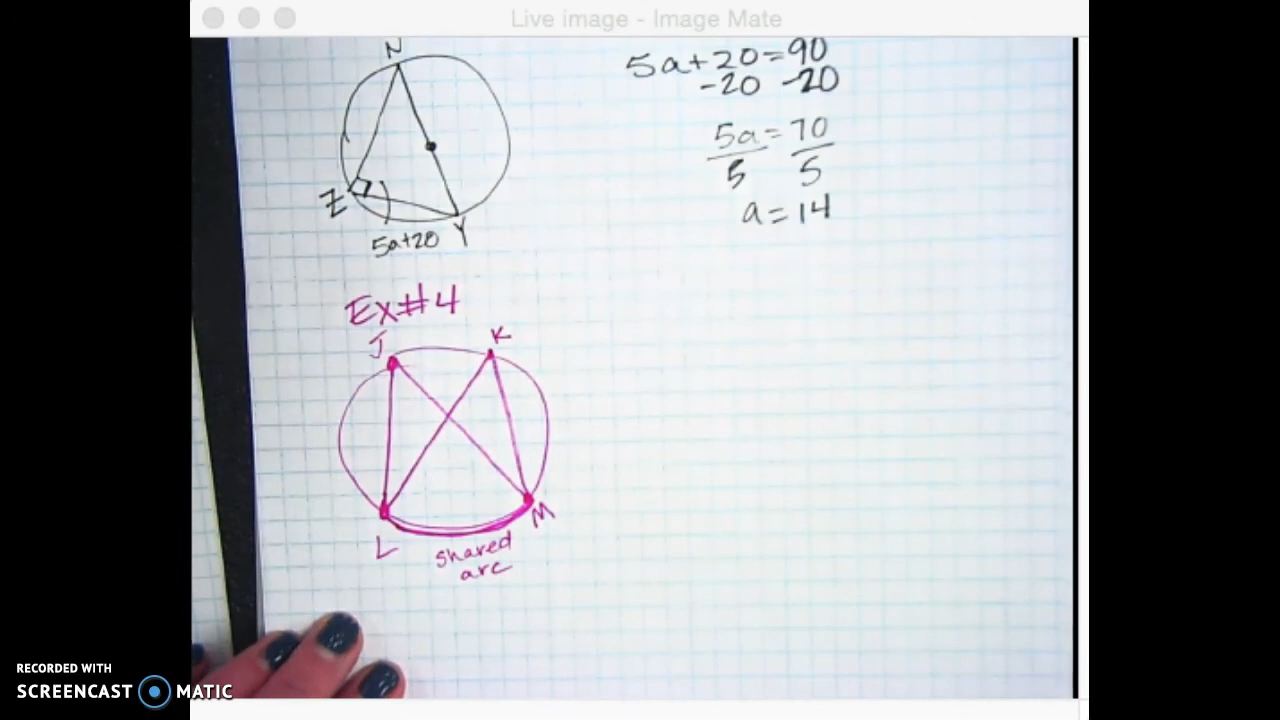 Live image - Image Mate
N
Z
Y
5a+20
5a+20=90
-20 -20
5a=70
5 5
a=14
Ex#4
J
K
L
M
shared
arc
RECORDED WITH
SCREENCAST MATIC